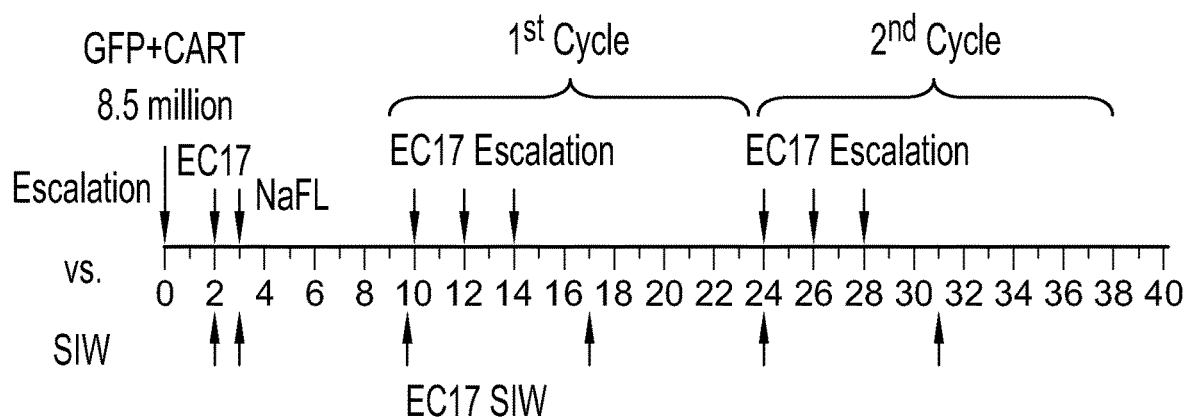 GFP+CART
8.5 million
1st Cycle
2nd Cycle
Escalation
EC17
NaFL
EC17 Escalation
EC17 Escalation
vs.
0 2 4 6 8 10 12 14 16 18 20 22 24 26 28 30 32 34 36 38 40
SIW
EC17 SIW